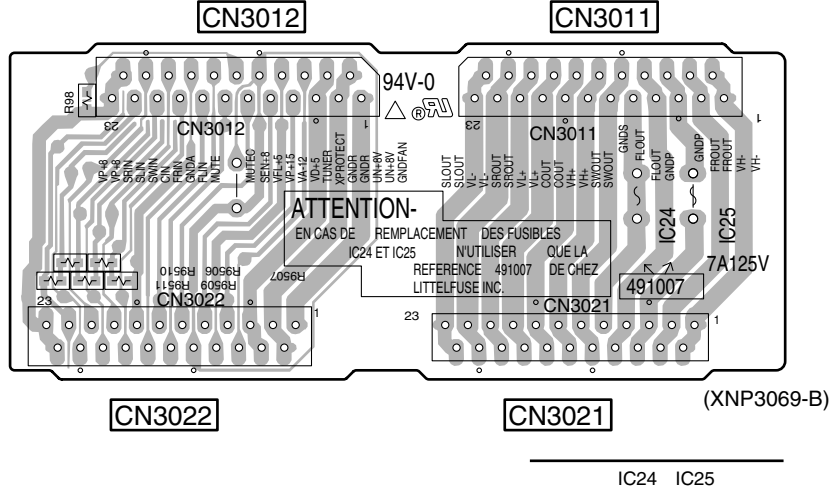 CN3012
CN3011
R98
94V-0
23
CN3012
1
23
CN3011
1
VP+8
VP+8
SRIN
SLIN
SWIN
CIN
FRIN
GNDA
FLIN
MUTE
MUTEC
SEN+-8
VFL+5
VP+15
VA-12
VD+5
TUNER
XPROTECT
GNDR
GNDR
UN+8V
UN+8V
GNDFAN
SLOUT
SLOUT
VL-
VL-
SROUT
SROUT
VL+
VL+
COUT
COUT
VH+
VH+
SWOUT
SWOUT
GNDS
FLOUT
FLOUT
GNDP
GNDP
FROUT
FROUT
VH-
VH-
ATTENTION-
EN CAS DE REMPLACEMENT DES FUSIBLES
IC24 ET IC25 N'UTILISER QUE LA
REFERENCE 491007 DE CHEZ
LITTELFUSE INC.
IC24
IC25
7A125V
491007
R9510
R9511
R9506
R9509
R9507
23
CN3022
1
23
CN3021
1
CN3022
CN3021
(XNP3069-B)
IC24 IC25